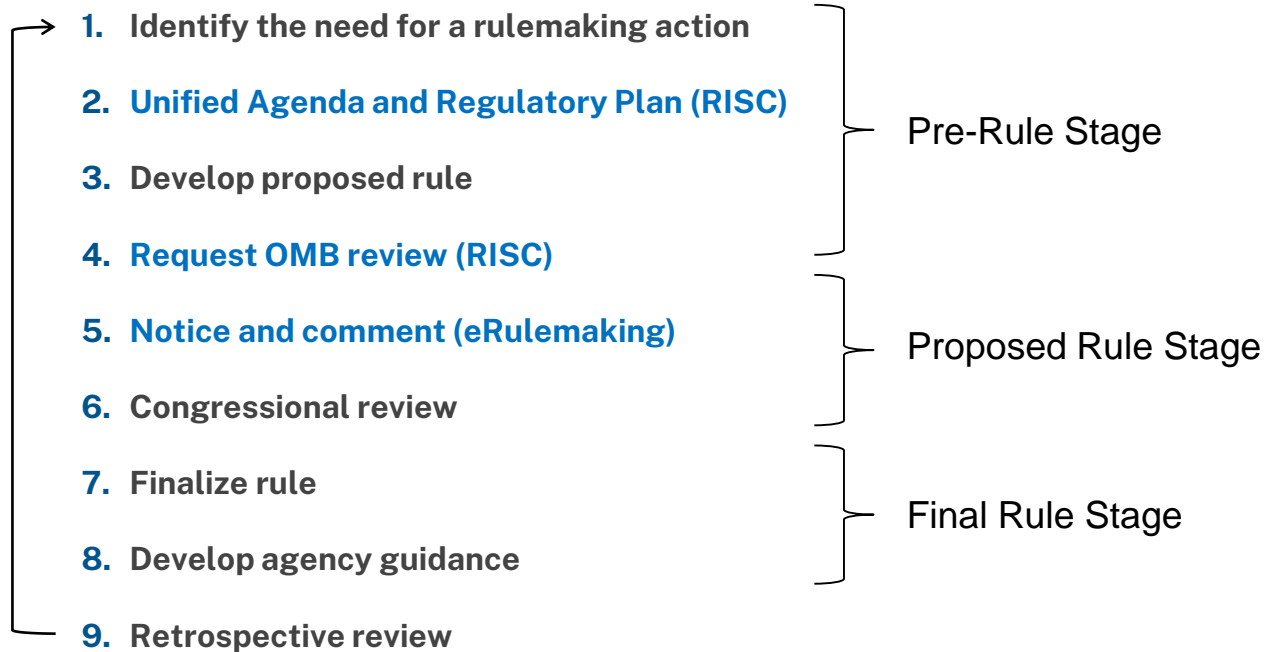 1. Identify the need for a rulemaking action
2. Unified Agenda and Regulatory Plan (RISC)
3. Develop proposed rule
4. Request OMB review (RISC)
Pre-Rule Stage
5. Notice and comment (eRulemaking)
6. Congressional review
Proposed Rule Stage
7. Finalize rule
8. Develop agency guidance
Final Rule Stage
9. Retrospective review